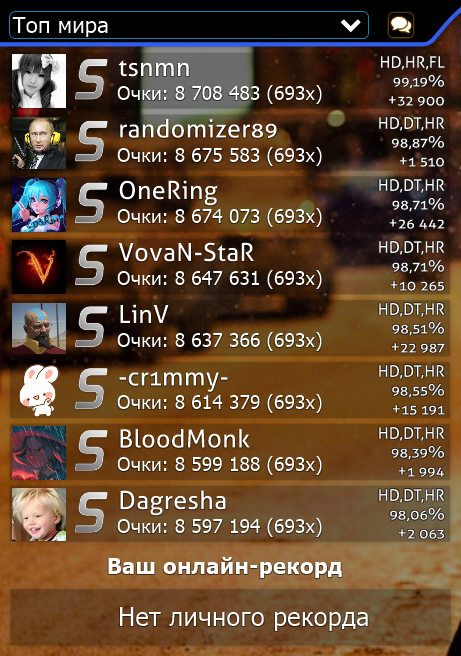 Топ мира
S tsnmn HD,HR,FL
Очки: 8 708 483 (693x) 99,19%
+32 900
S randomizer89 HD,DT,HR
Очки: 8 675 583 (693x) 98,87%
+1 510
S OneRing HD,DT,HR
Очки: 8 674 073 (693x) 98,71%
+26 442
S VovaN-StaR HD,DT,HR
Очки: 8 647 631 (693x) 98,71%
+10 265
S LinV HD,DT,HR
Очки: 8 637 366 (693x) 98,51%
+22 987
S -cr1mmy- HD,DT,HR
Очки: 8 614 379 (693x) 98,55%
+15 191
S BloodMonk HD,DT,HR
Очки: 8 599 188 (693x) 98,39%
+1 994
S Dagresha HD,DT,HR
Очки: 8 597 194 (693x) 98,06%
+2 063
Ваш онлайн-рекорд
Нет личного рекорда